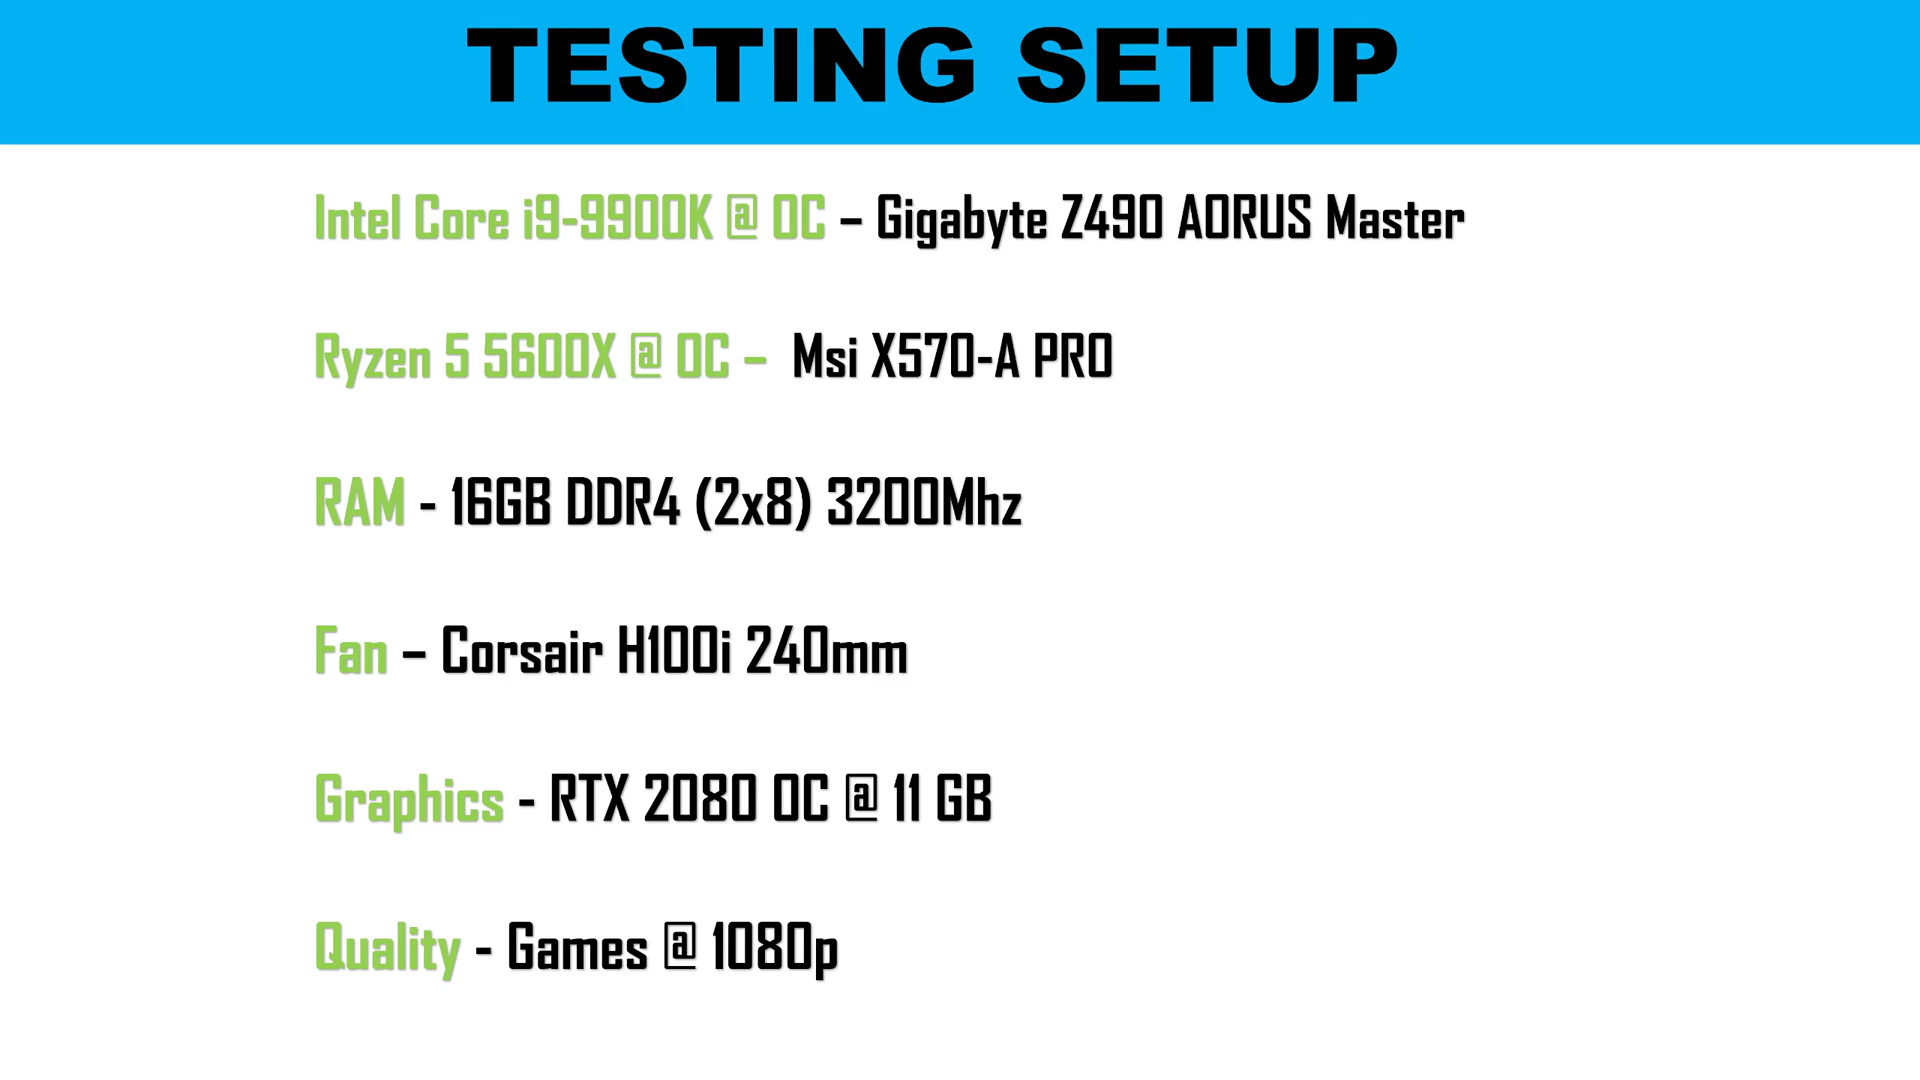 TESTING SETUP
Intel Core i9-9900K @ OC – Gigabyte Z490 AORUS Master
Ryzen 5 5600X @ OC – Msi X570-A PRO
RAM - 16GB DDR4 (2x8) 3200Mhz
Fan – Corsair H100i 240mm
Graphics - RTX 2080 OC @ 11 GB
Quality - Games @ 1080p